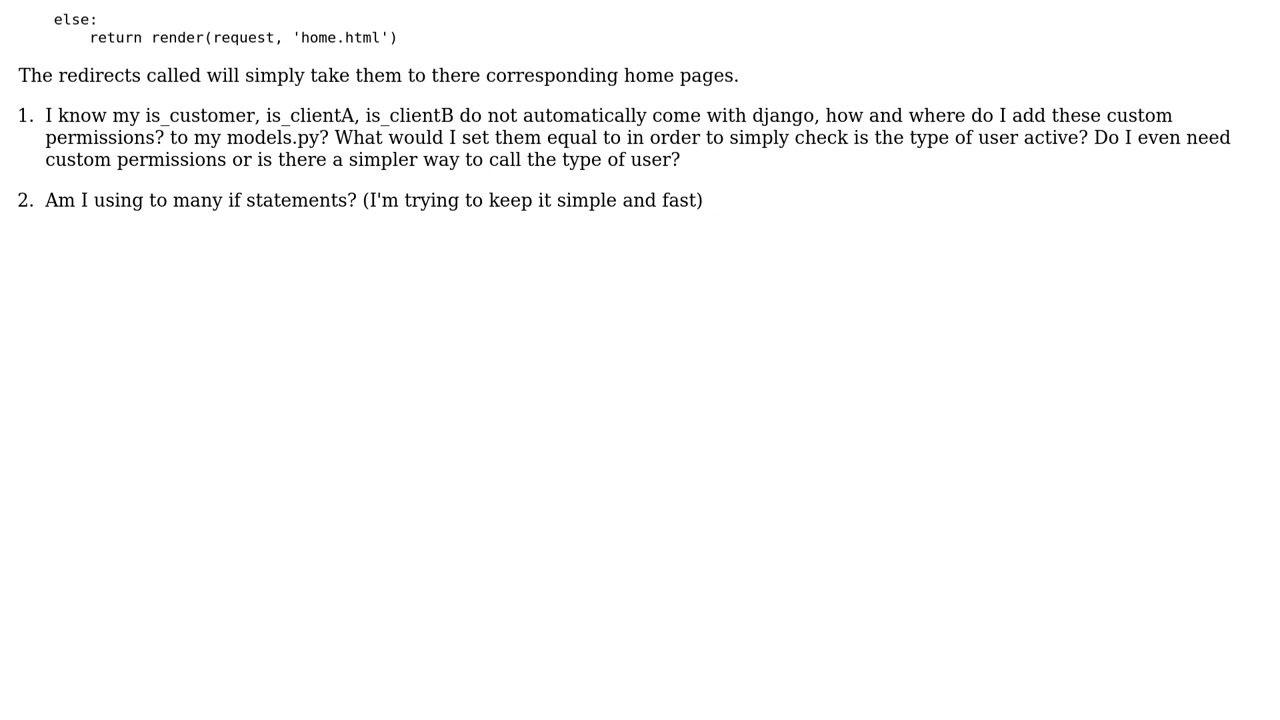 else:
    return render(request, 'home.html')
The redirects called will simply take them to there corresponding home pages.
1. I know my is_customer, is_clientA, is_clientB do not automatically come with django, how and where do I add these custom
permissions? to my models.py? What would I set them equal to in order to simply check is the type of user active? Do I even need
custom permissions or is there a simpler way to call the type of user?
2. Am I using to many if statements? (I'm trying to keep it simple and fast)